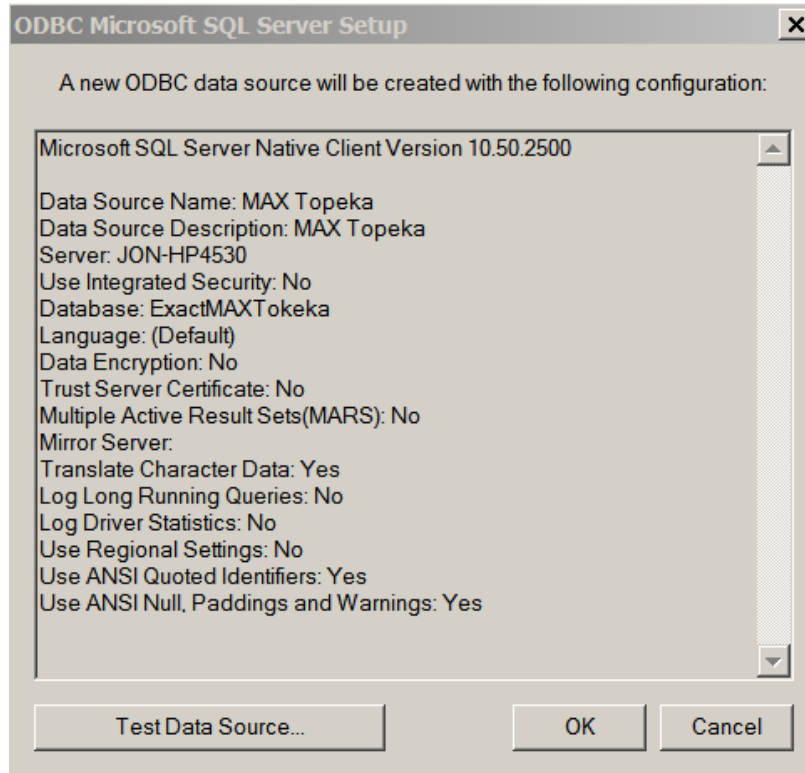 ODBC Microsoft SQL Server Setup
A new ODBC data source will be created with the following configuration:
Microsoft SQL Server Native Client Version 10.50.2500
Data Source Name: MAX Topeka
Data Source Description: MAX Topeka
Server: JON-HP4530
Use Integrated Security: No
Database: ExactMAXTokeka
Language: (Default)
Data Encryption: No
Trust Server Certificate: No
Multiple Active Result Sets(MARS): No
Mirror Server:
Translate Character Data: Yes
Log Long Running Queries: No
Log Driver Statistics: No
Use Regional Settings: No
Use ANSI Quoted Identifiers: Yes
Use ANSI Null, Paddings and Warnings: Yes
Test Data Source... OK Cancel